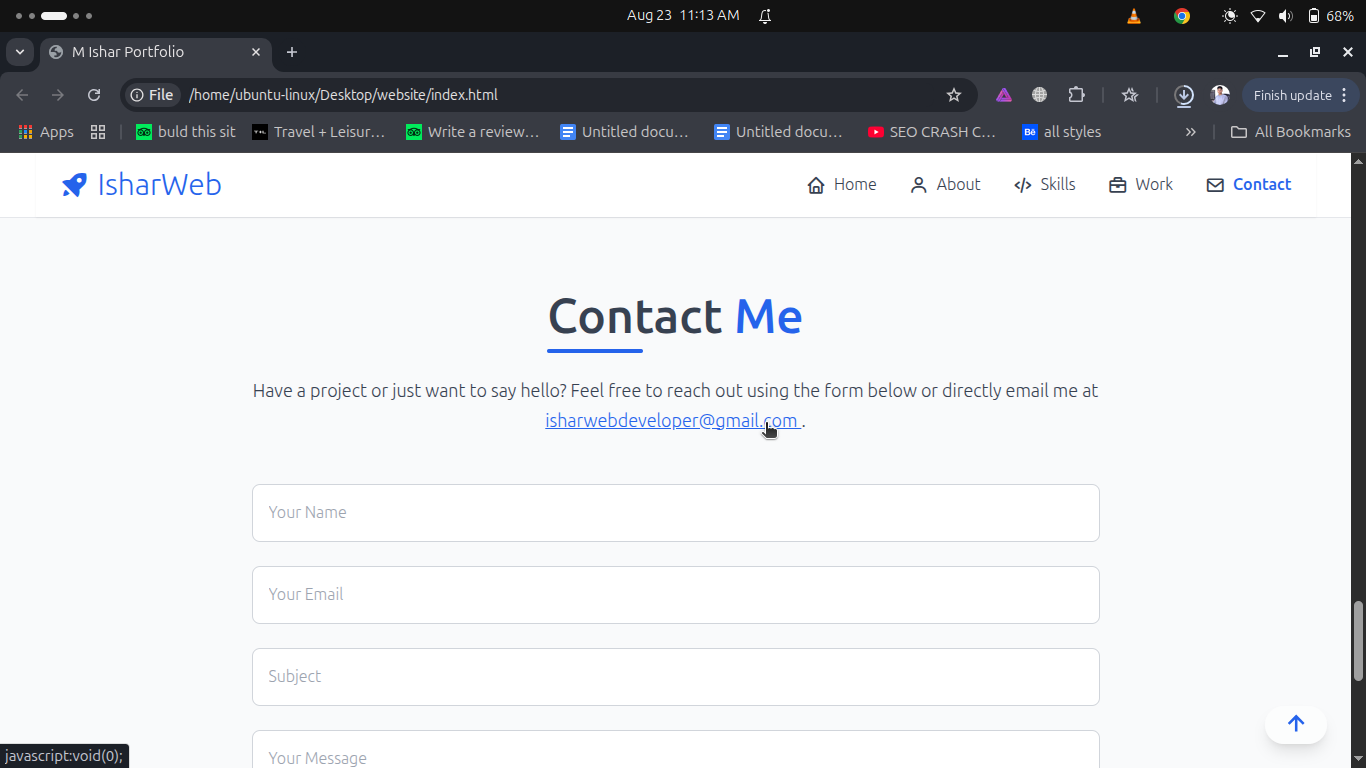 Aug 23 11:13 AM
68%
M Ishar Portfolio
File /home/ubuntu-linux/Desktop/website/index.html
Finish update
Apps
buld this sit
Travel + Leisur…
Write a review…
Untitled docu…
Untitled docu…
SEO CRASH C…
Bē all styles
All Bookmarks
IsharWeb
Home
About
Skills
Work
Contact
Contact Me
Have a project or just want to say hello? Feel free to reach out using the form below or directly email me at
isharwebdeveloper@gmail.com .
Your Name
Your Email
Subject
Your Message
javascript:void(0);